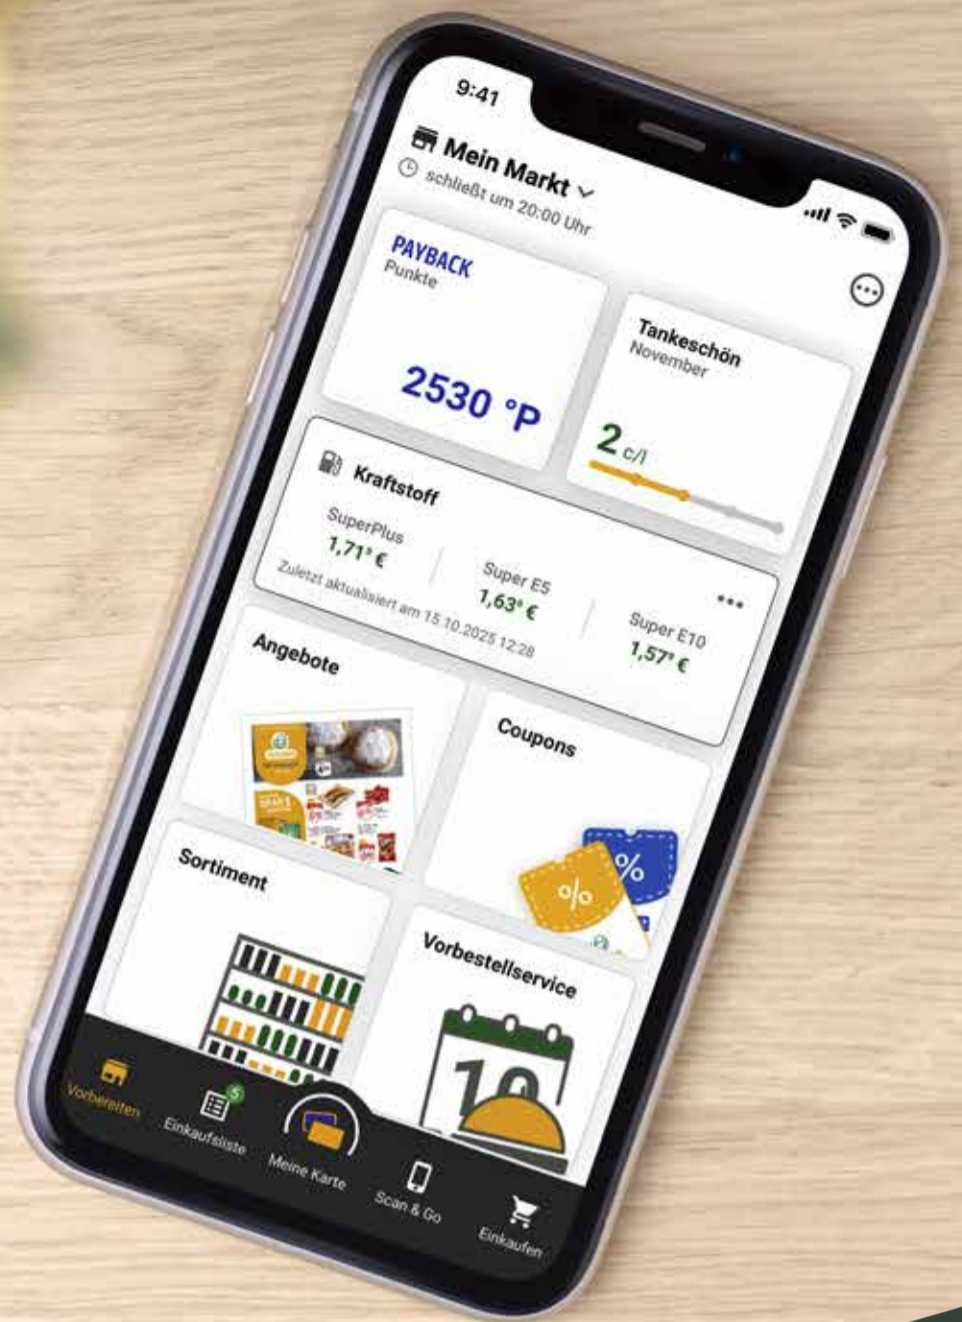 9:41
Mein Markt
schließt um 20:00 Uhr
PAYBACK
Punkte
2530 °P
Tankeschön
November
2 c/l
Kraftstoff
SuperPlus
1,71⁹ €
Super E5
1,63⁹ €
Super E10
1,57⁹ €
Zuletzt aktualisiert am 15.10.2025 12:28
Angebote
Coupons
%
%
Sortiment
Vorbestellservice
10
Vorbereiten
5
Einkaufsliste
Meine Karte
Scan & Go
Einkaufen